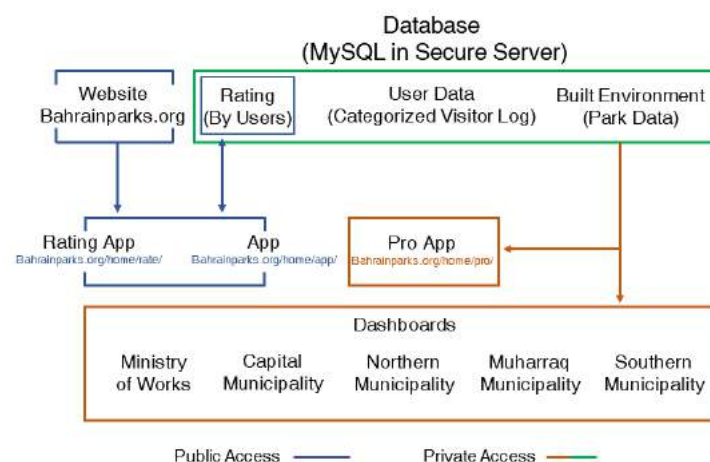 Database
(MySQL in Secure Server)
Website
Bahrainparks.org
Rating
(By Users)
User Data
(Categorized Visitor Log)
Built Environment
(Park Data)
Rating App
Bahrainparks.org/home/rate/
App
Bahrainparks.org/home/app/
Pro App
Bahrainparks.org/home/pro/
Dashboards
Ministry
of Works
Capital
Municipality
Northern
Municipality
Muharraq
Municipality
Southern
Municipality
Public Access
Private Access